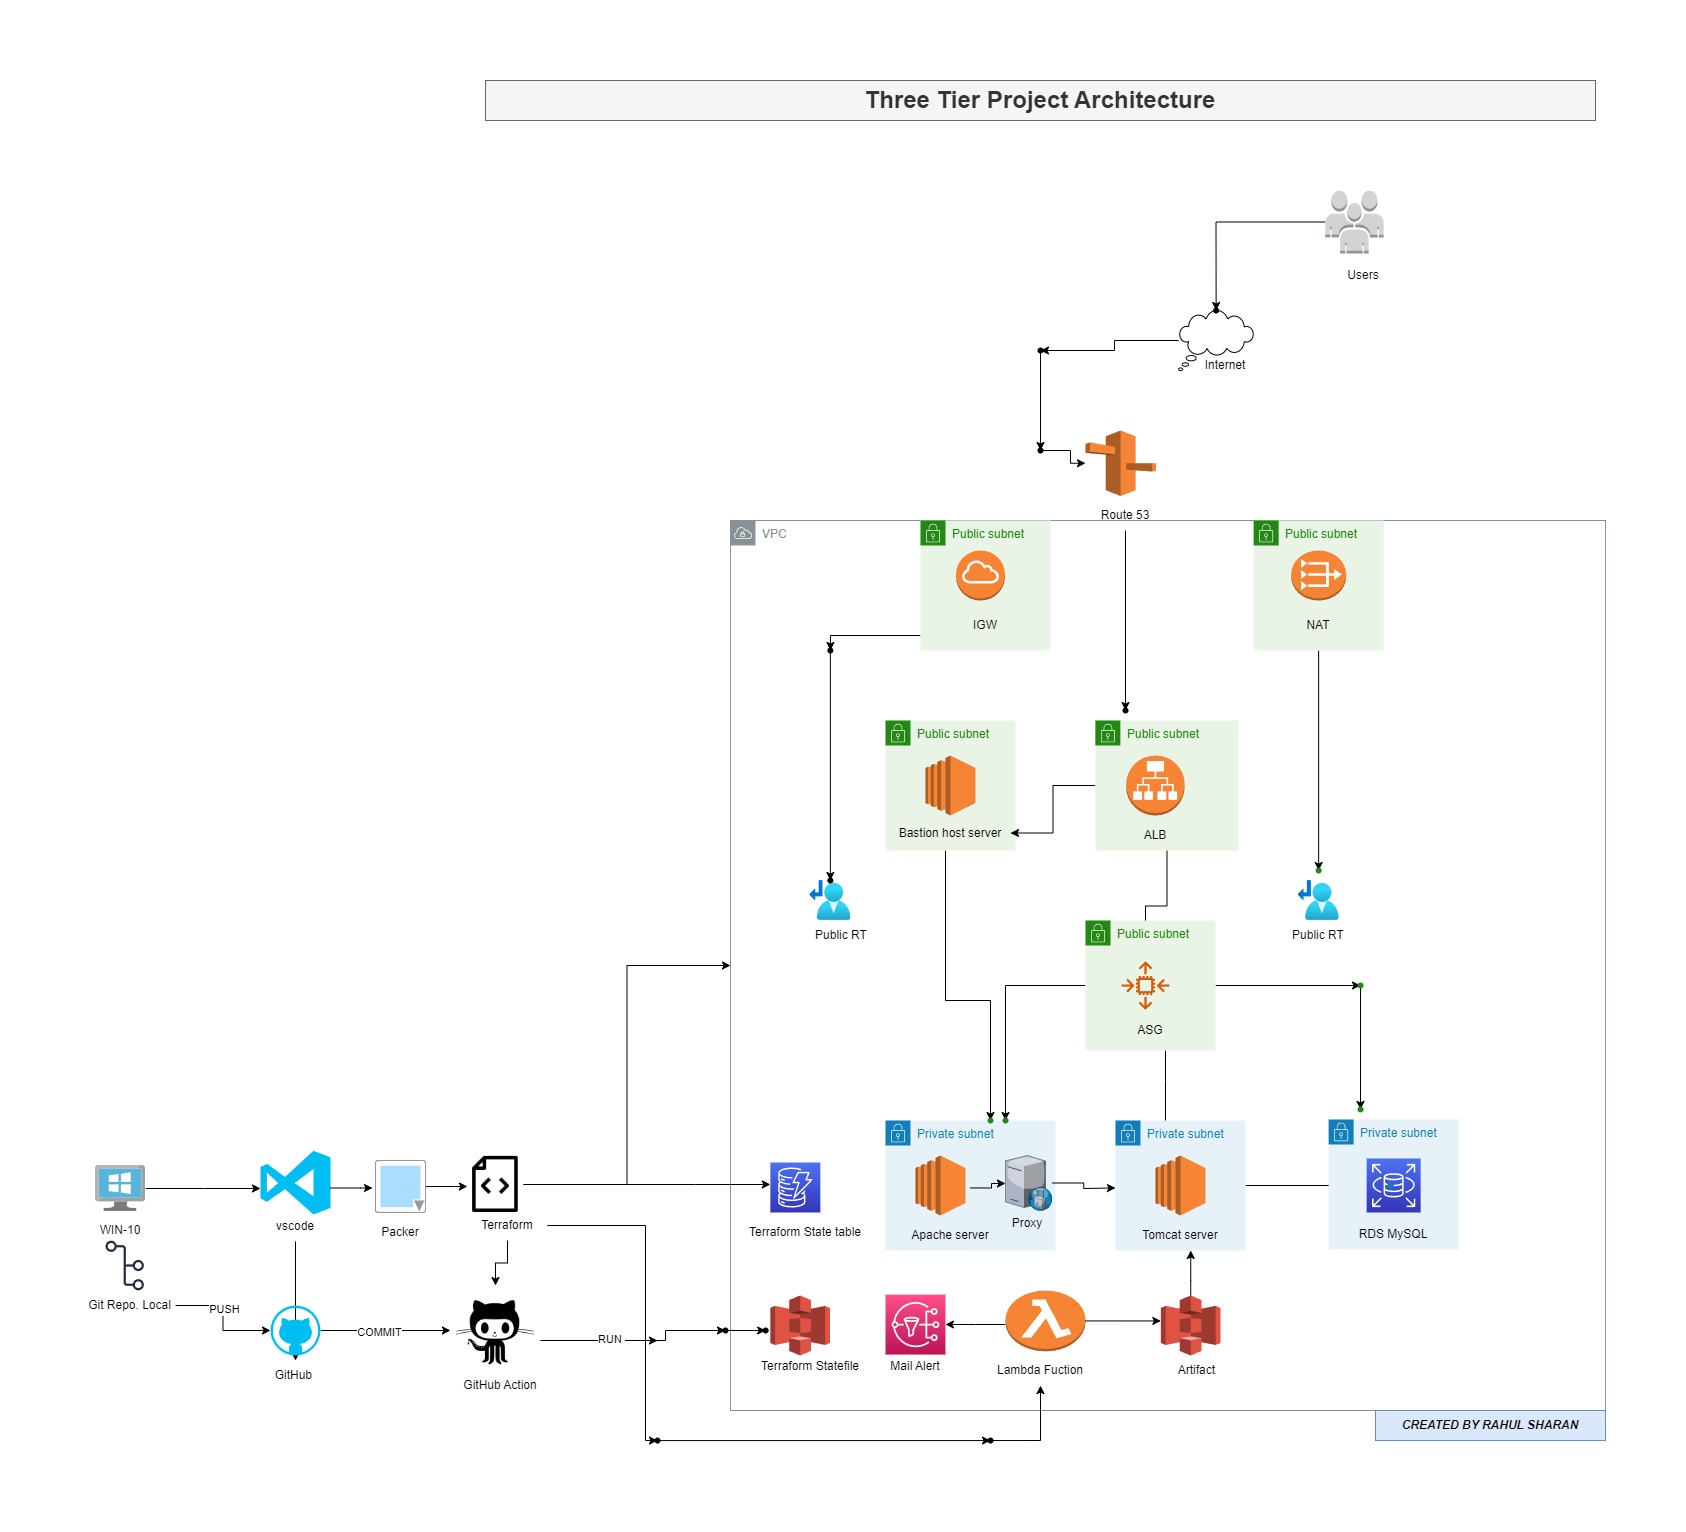 Three Tier Project Architecture
Users
Internet
Route 53
VPC
Public subnet
Public subnet
IGW
NAT
Public subnet
Public subnet
Bastion host server
ALB
Public RT
Public subnet
Public RT
ASG
Private subnet
Private subnet
Private subnet
WIN-10
vscode
Packer
Terraform
Terraform State table
Apache server
Proxy
Tomcat server
RDS MySQL
Git Repo. Local
PUSH
COMMIT
RUN
GitHub
GitHub Action
Terraform Statefile
Mail Alert
Lambda Fuction
Artifact
CREATED BY RAHUL SHARAN